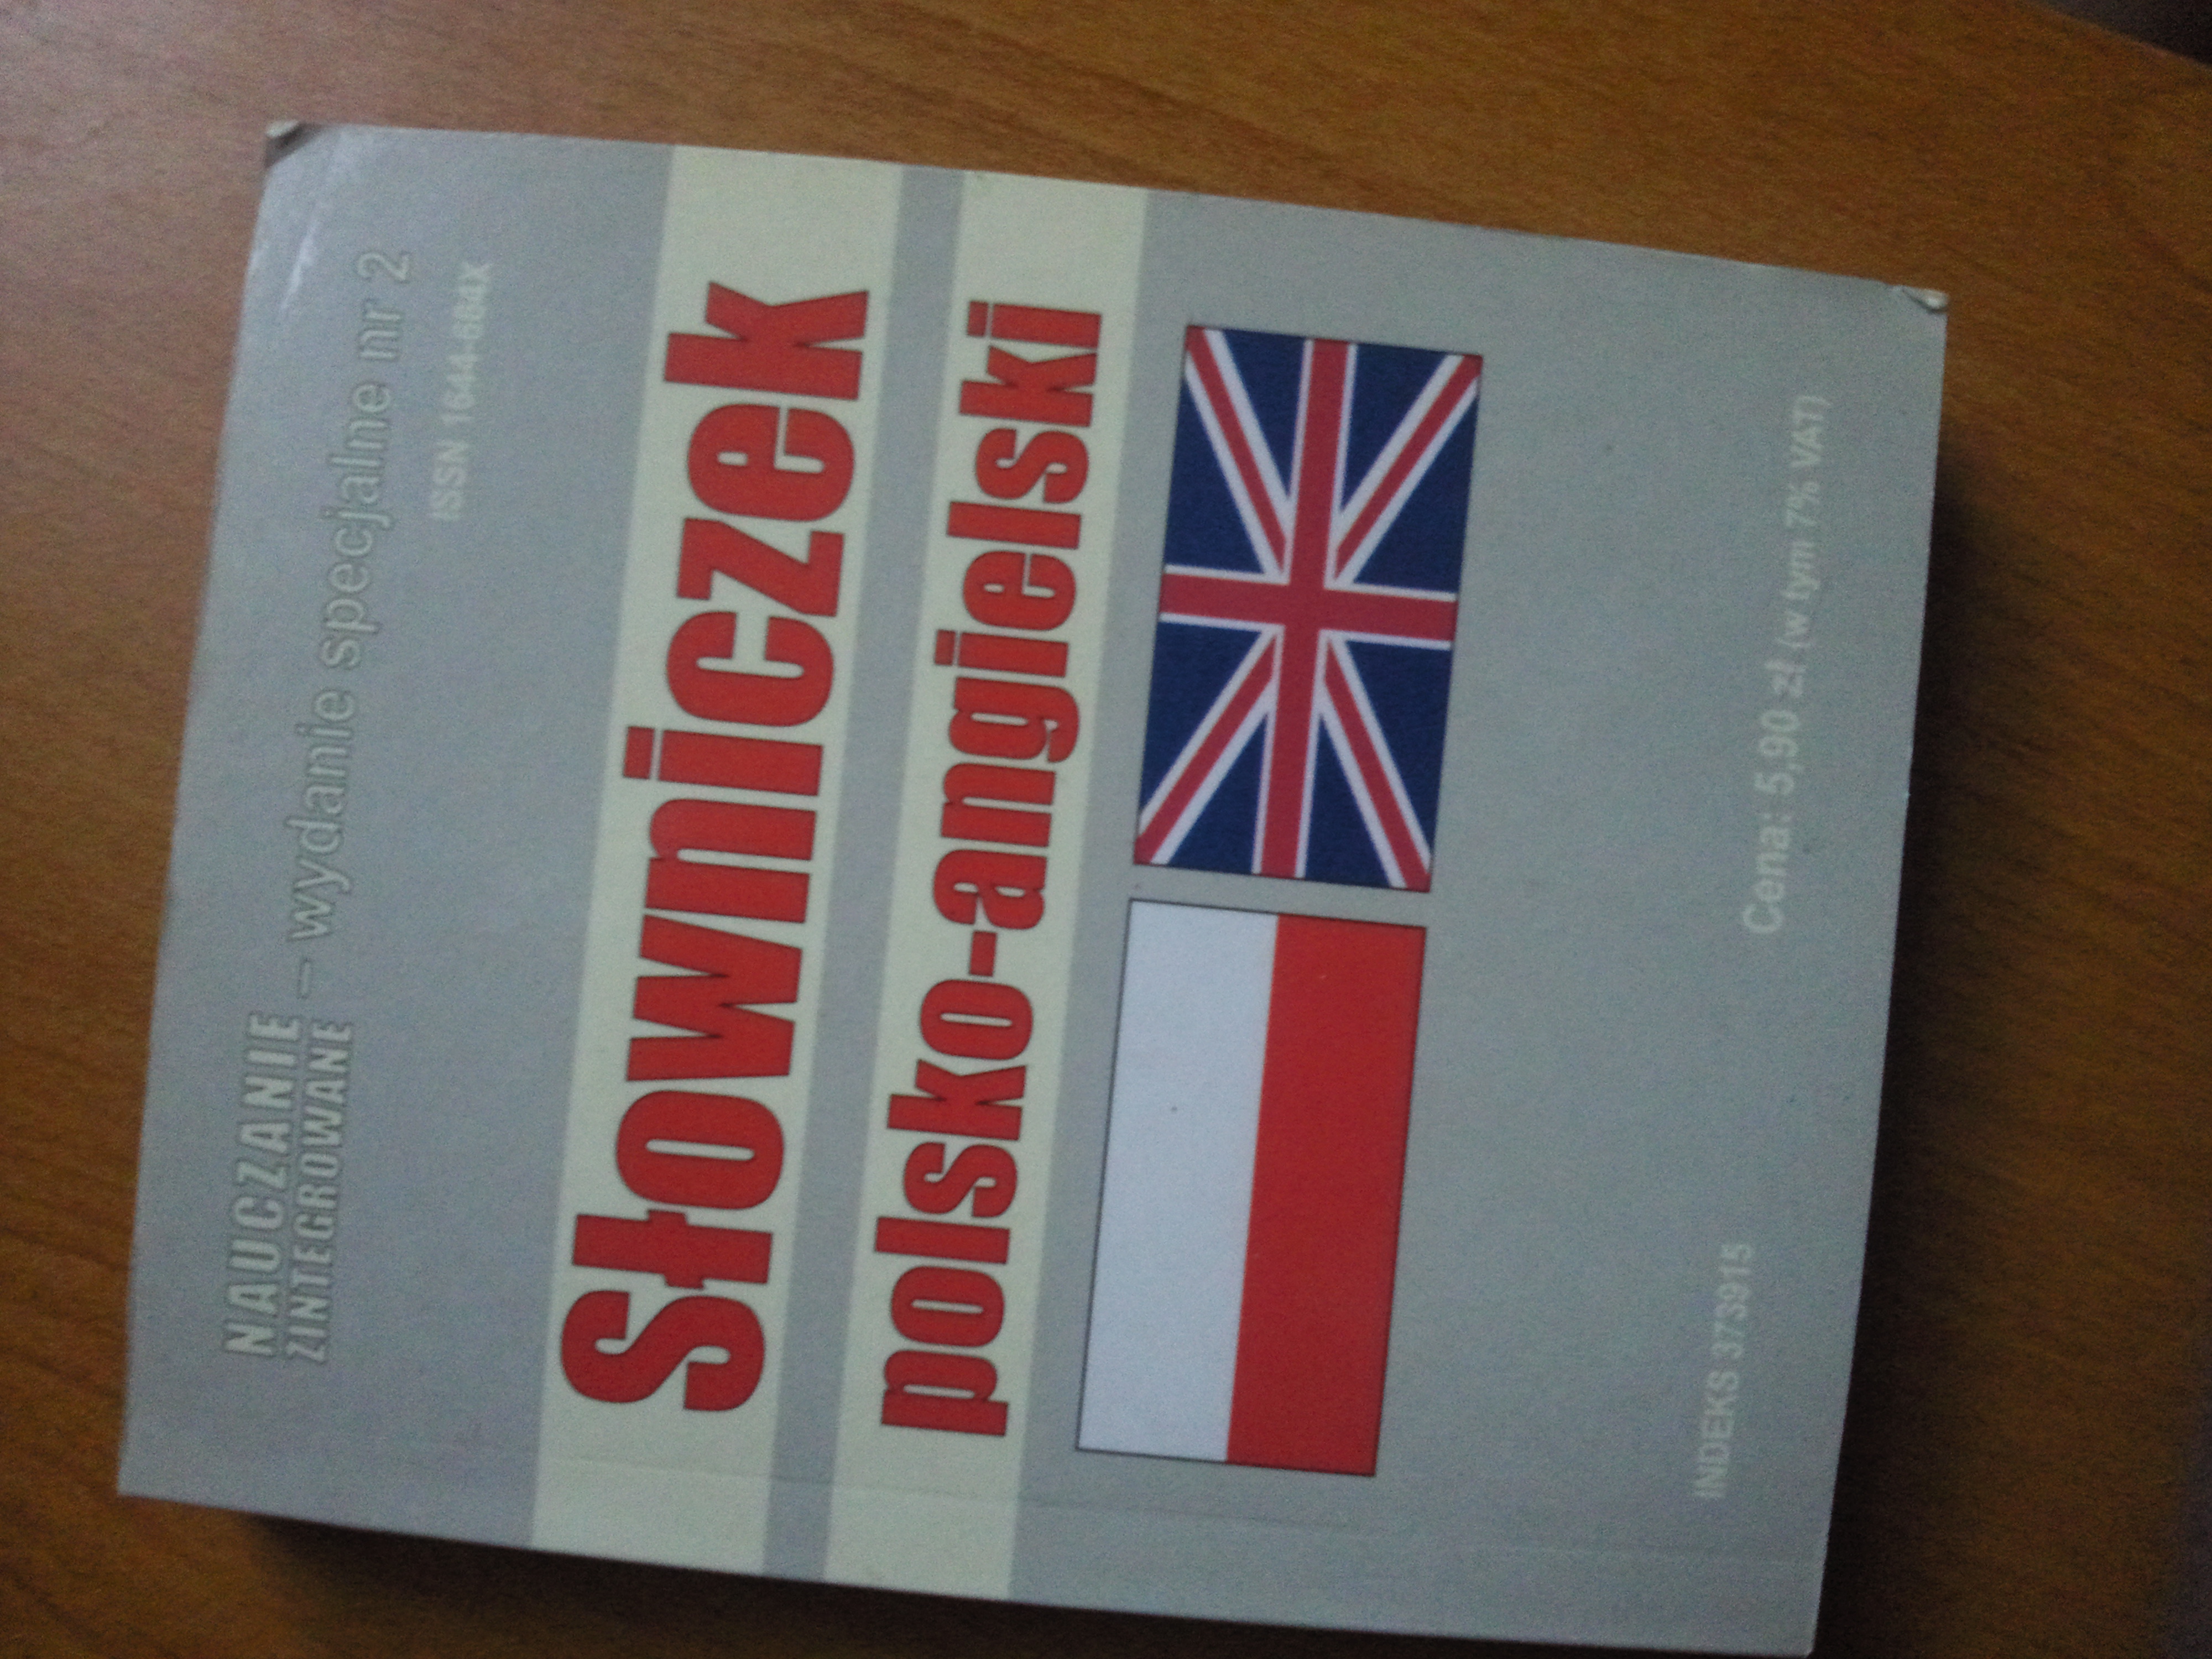 NAUCZANIE
ZINTEGROWANE – wydanie specjalne nr 2
ISSN 1644-664X
Słowniczek
polsko-angielski
INDEKS 373915
Cena: 5,90 zł (w tym 7% VAT)